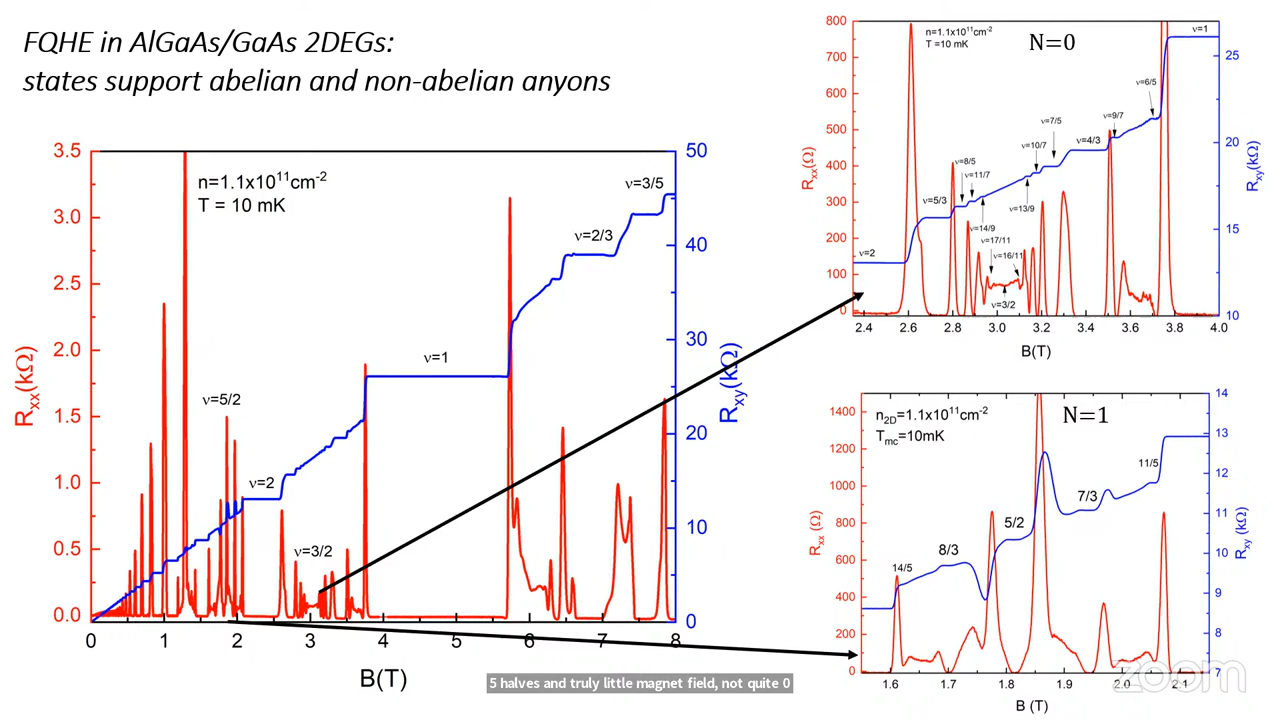 FQHE in AlGaAs/GaAs 2DEGs:
states support abelian and non-abelian anyons
3.5
3.0
2.5
2.0
1.5
1.0
0.5
0.0
Rxx(kΩ)
n=1.1x10¹¹cm⁻²
T = 10 mK
ν=5/2
ν=2
ν=3/2
ν=1
ν=2/3
ν=3/5
50
40
30
20
10
0
Rxy(kΩ)
0 1 2 3 4 5 6 7 8
B(T)
800
700
600
500
400
300
200
100
0
Rxx(Ω)
n=1.1x10¹¹cm⁻²
T = 10 mK
N=0
ν=1
ν=6/5
ν=9/7
ν=7/5
ν=4/3
ν=10/7
ν=8/5
ν=11/7
ν=13/9
ν=5/3
ν=14/9
ν=17/11
ν=16/11
ν=2
ν=3/2
25
20
15
10
Rxy(kΩ)
2.4 2.6 2.8 3.0 3.2 3.4 3.6 3.8 4.0
B(T)
1400
1200
1000
800
600
400
200
0
Rxx (Ω)
n2D=1.1x10¹¹cm⁻²
Tmc=10mK
N=1
11/5
7/3
5/2
8/3
14/5
14
13
12
11
10
9
8
7
Rxy (kΩ)
1.6 1.7 1.8 1.9 2.0 2.1
B (T)
zoom
5 halves and truly little magnet field, not quite 0